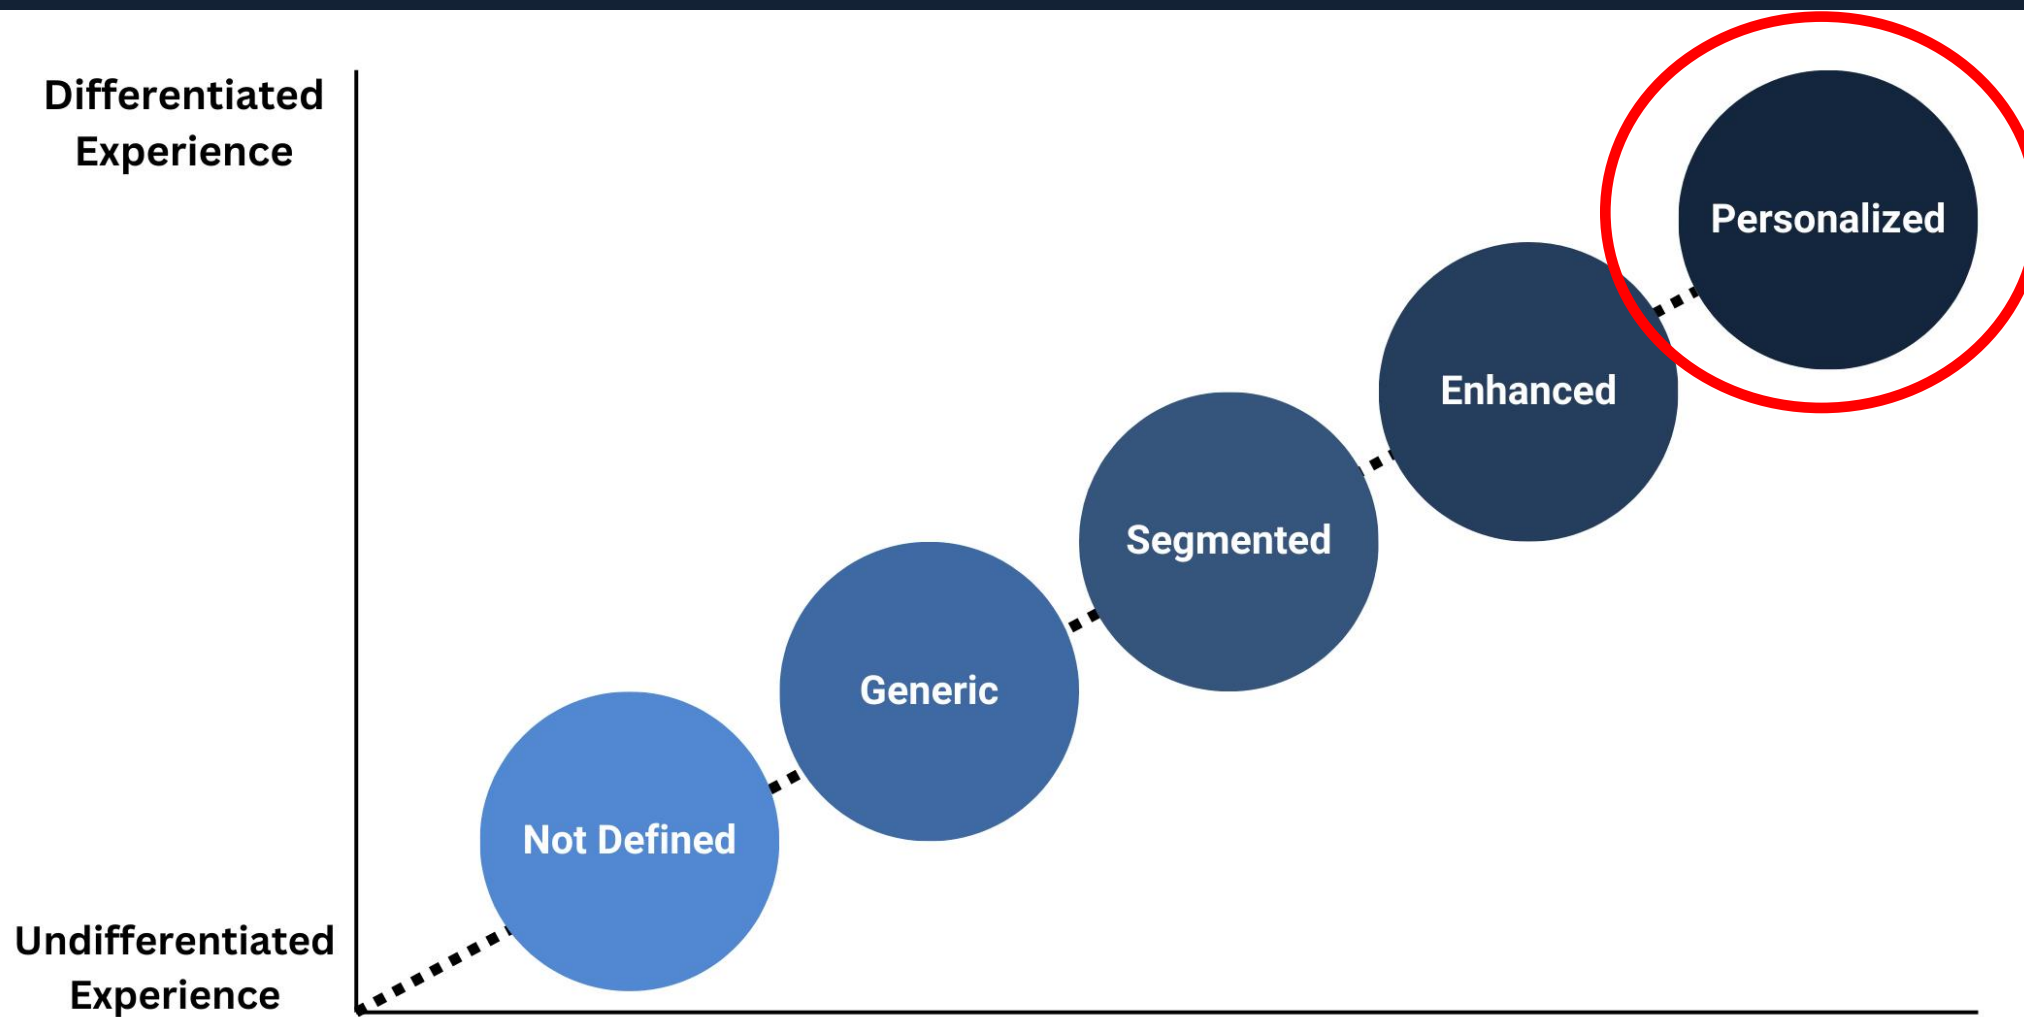 Differentiated
Experience
Personalized
Enhanced
Segmented
Generic
Not Defined
Undifferentiated
Experience